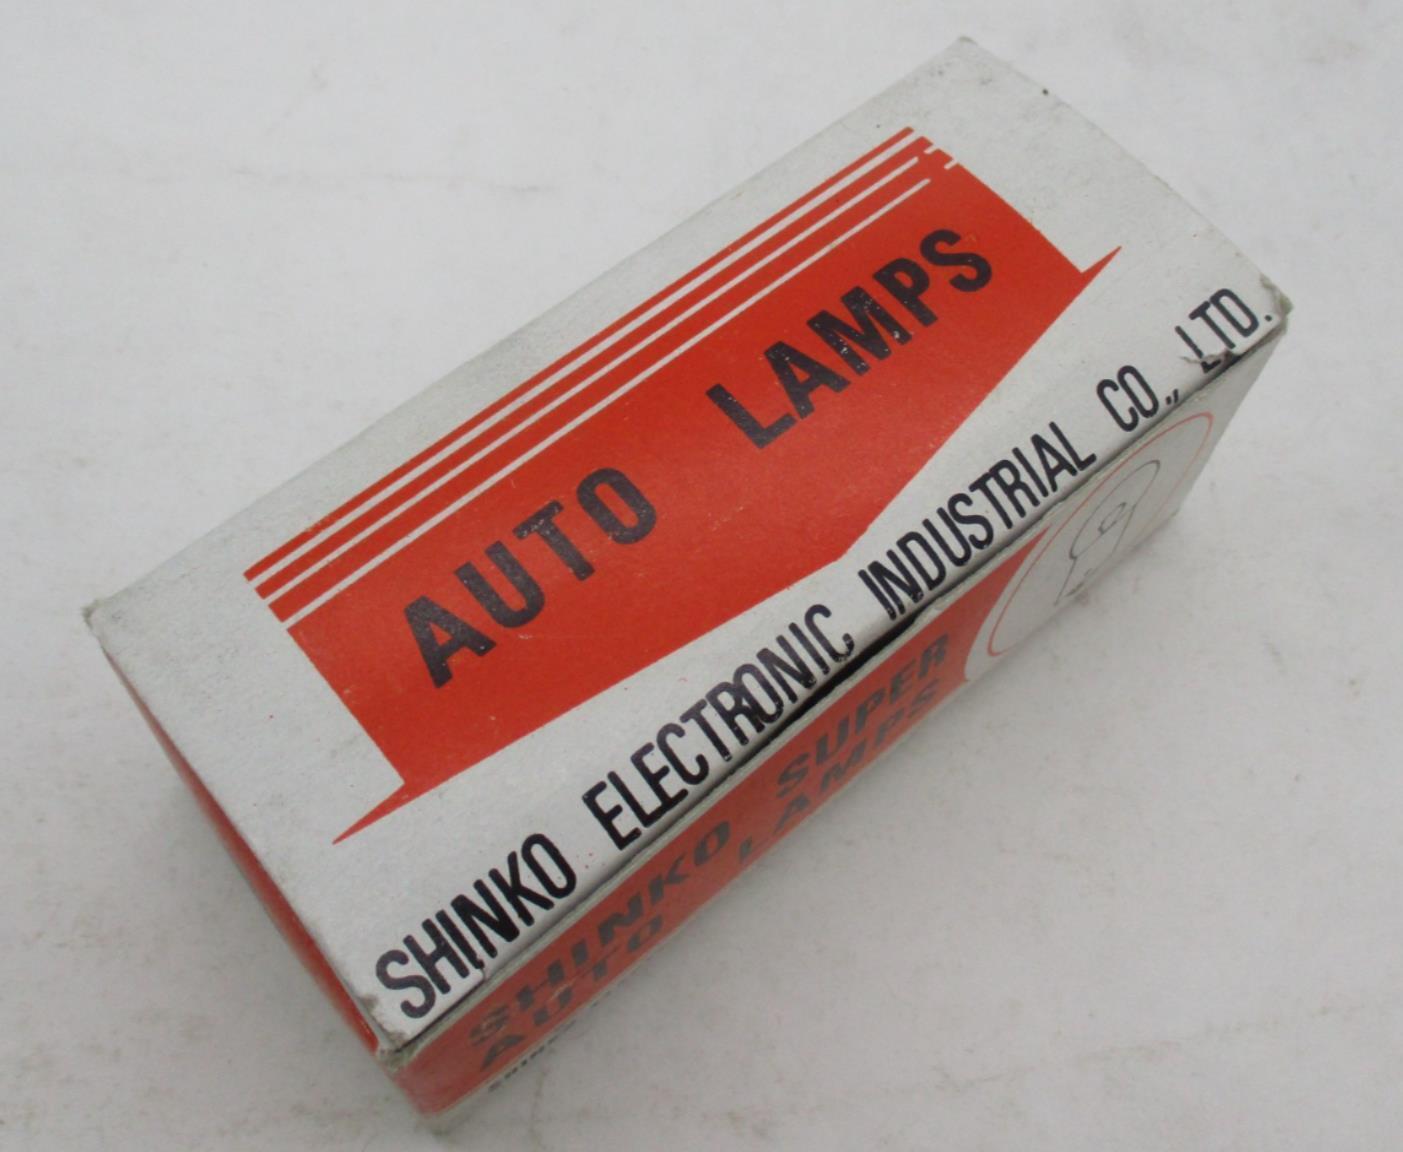 AUTO LAMPS
SHINKO ELECTRONIC INDUSTRIAL CO., LTD.
SHINKO SUPER
AUTO LAMPS